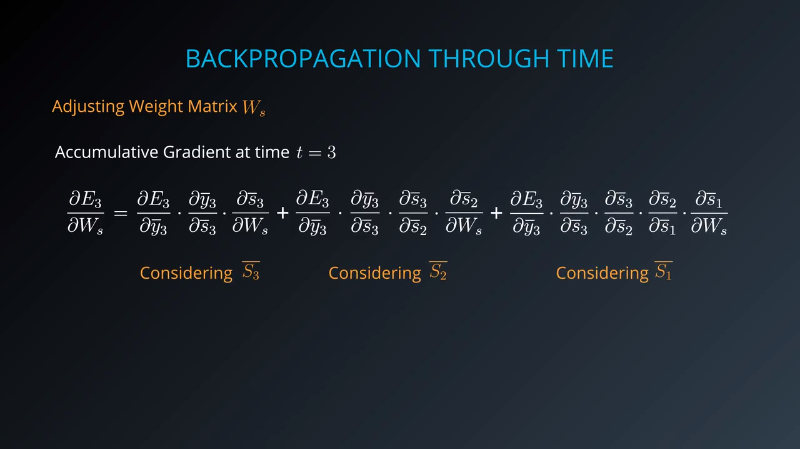 BACKPROPAGATION THROUGH TIME
Adjusting Weight Matrix $W_s$
Accumulative Gradient at time $t = 3$
$\frac{\partial E_3}{\partial W_s} = \frac{\partial E_3}{\partial \overline{y}_3} \cdot \frac{\partial \overline{y}_3}{\partial \overline{s}_3} \cdot \frac{\partial \overline{s}_3}{\partial W_s} + \frac{\partial E_3}{\partial \overline{y}_3} \cdot \frac{\partial \overline{y}_3}{\partial \overline{s}_3} \cdot \frac{\partial \overline{s}_3}{\partial \overline{s}_2} \cdot \frac{\partial \overline{s}_2}{\partial W_s} + \frac{\partial E_3}{\partial \overline{y}_3} \cdot \frac{\partial \overline{y}_3}{\partial \overline{s}_3} \cdot \frac{\partial \overline{s}_3}{\partial \overline{s}_2} \cdot \frac{\partial \overline{s}_2}{\partial \overline{s}_1} \cdot \frac{\partial \overline{s}_1}{\partial W_s}$
Considering $\overline{S_3}$ Considering $\overline{S_2}$ Considering $\overline{S_1}$